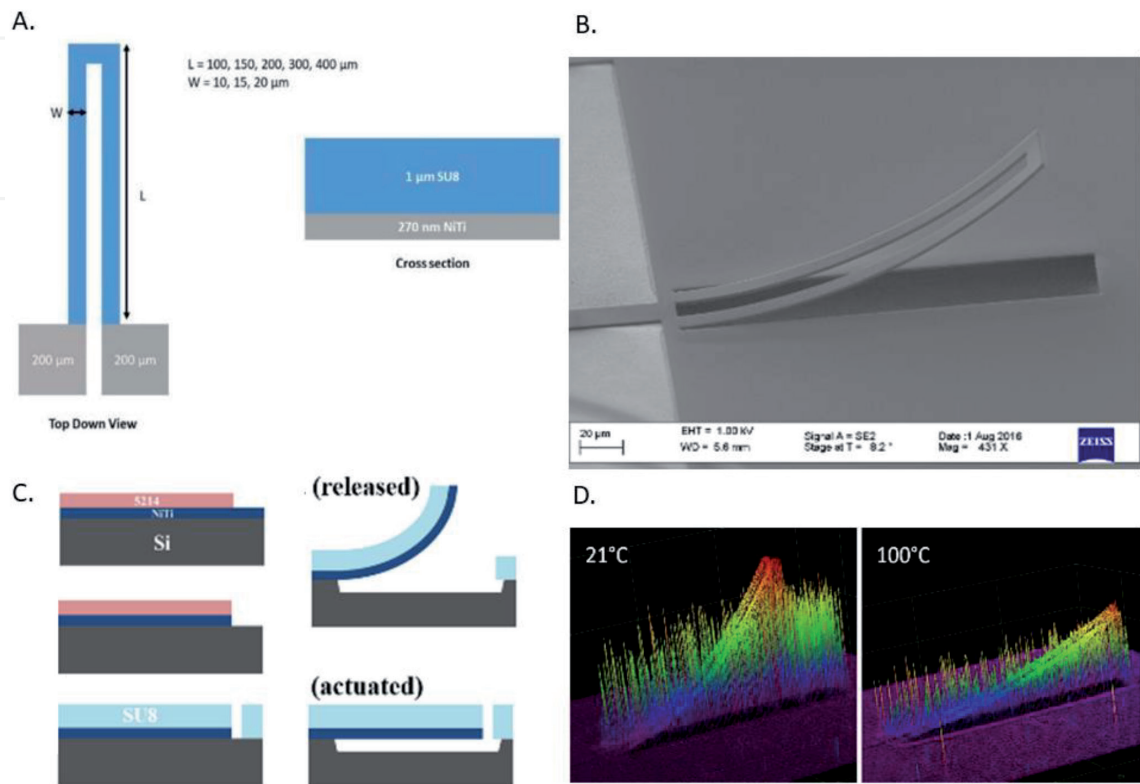 A.
L = 100, 150, 200, 300, 400 µm
W = 10, 15, 20 µm
W
L
1 µm SU8
270 nm NiTi
Cross section
200 µm
200 µm
Top Down View
B.
20 µm
EHT = 1.00 kV
WD = 5.6 mm
Signal A = SE2
Stage at T = 8.2 °
Date :1 Aug 2016
Mag = 431 X
ZEISS
C.
5214
NiTi
Si
SU8
(released)
(actuated)
D.
21°C
100°C